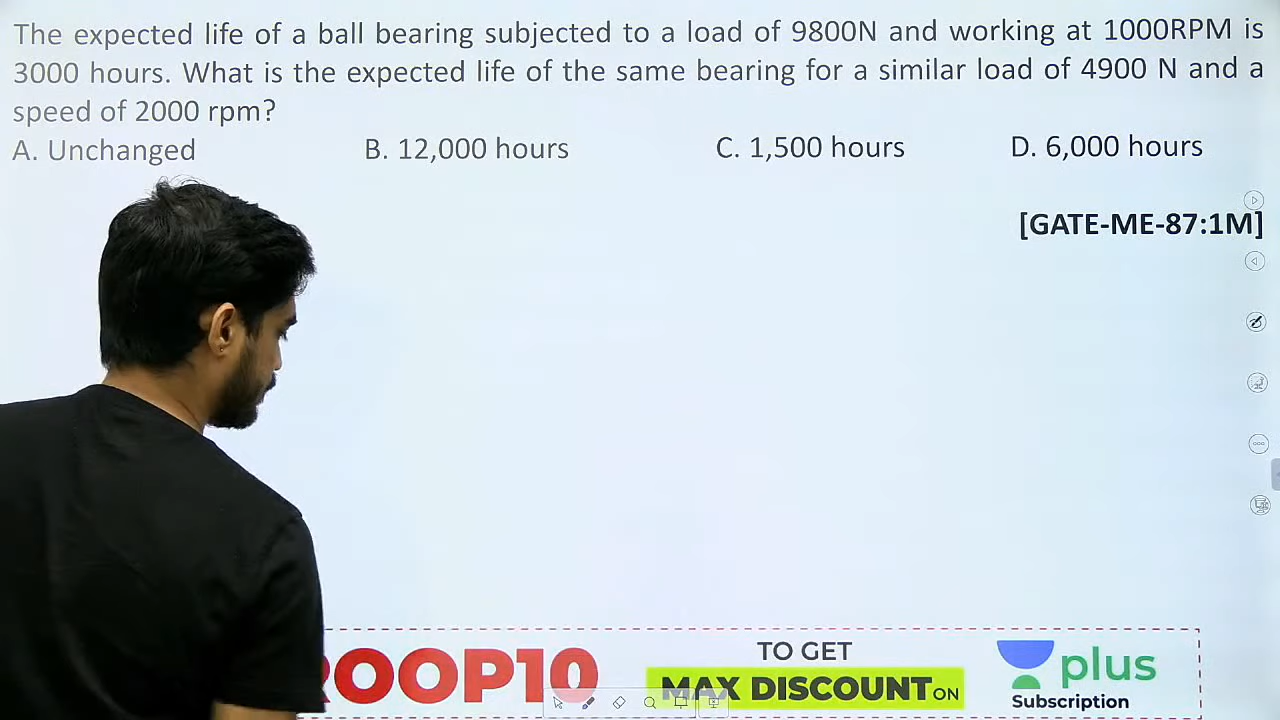 The expected life of a ball bearing subjected to a load of 9800N and working at 1000RPM is
3000 hours. What is the expected life of the same bearing for a similar load of 4900 N and a
speed of 2000 rpm?
A. Unchanged B. 12,000 hours C. 1,500 hours D. 6,000 hours
[GATE-ME-87:1M]
ROOP10
TO GET
MAX DISCOUNT ON
plus
Subscription